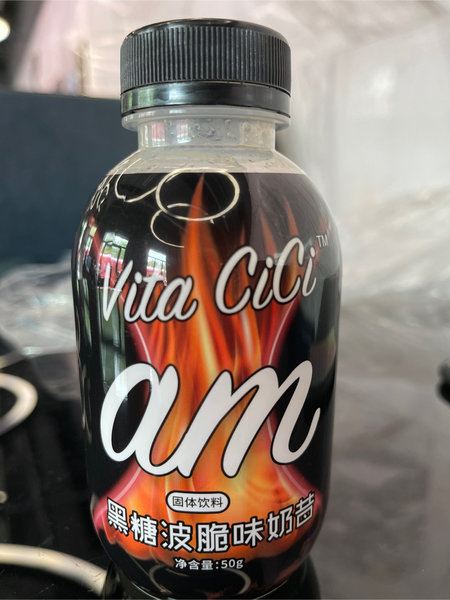 Vita CiCi™
am
固体饮料
黑糖波脆味奶昔
净含量:50g